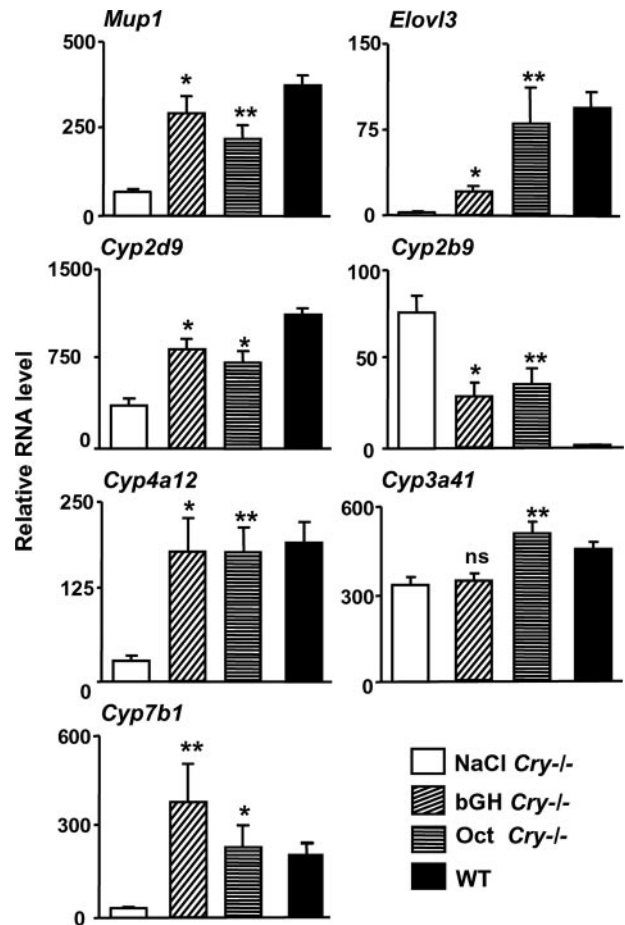 Mup1
500
250
0
*
**
Elovl3
150
75
0
*
**
Cyp2d9
1500
750
0
*
*
Cyp2b9
100
50
0
*
**
Relative RNA level
Cyp4a12
250
125
0
*
**
Cyp3a41
600
300
0
ns
**
Cyp7b1
600
300
0
**
*
NaCl Cry-/-
bGH Cry-/-
Oct Cry-/-
WT